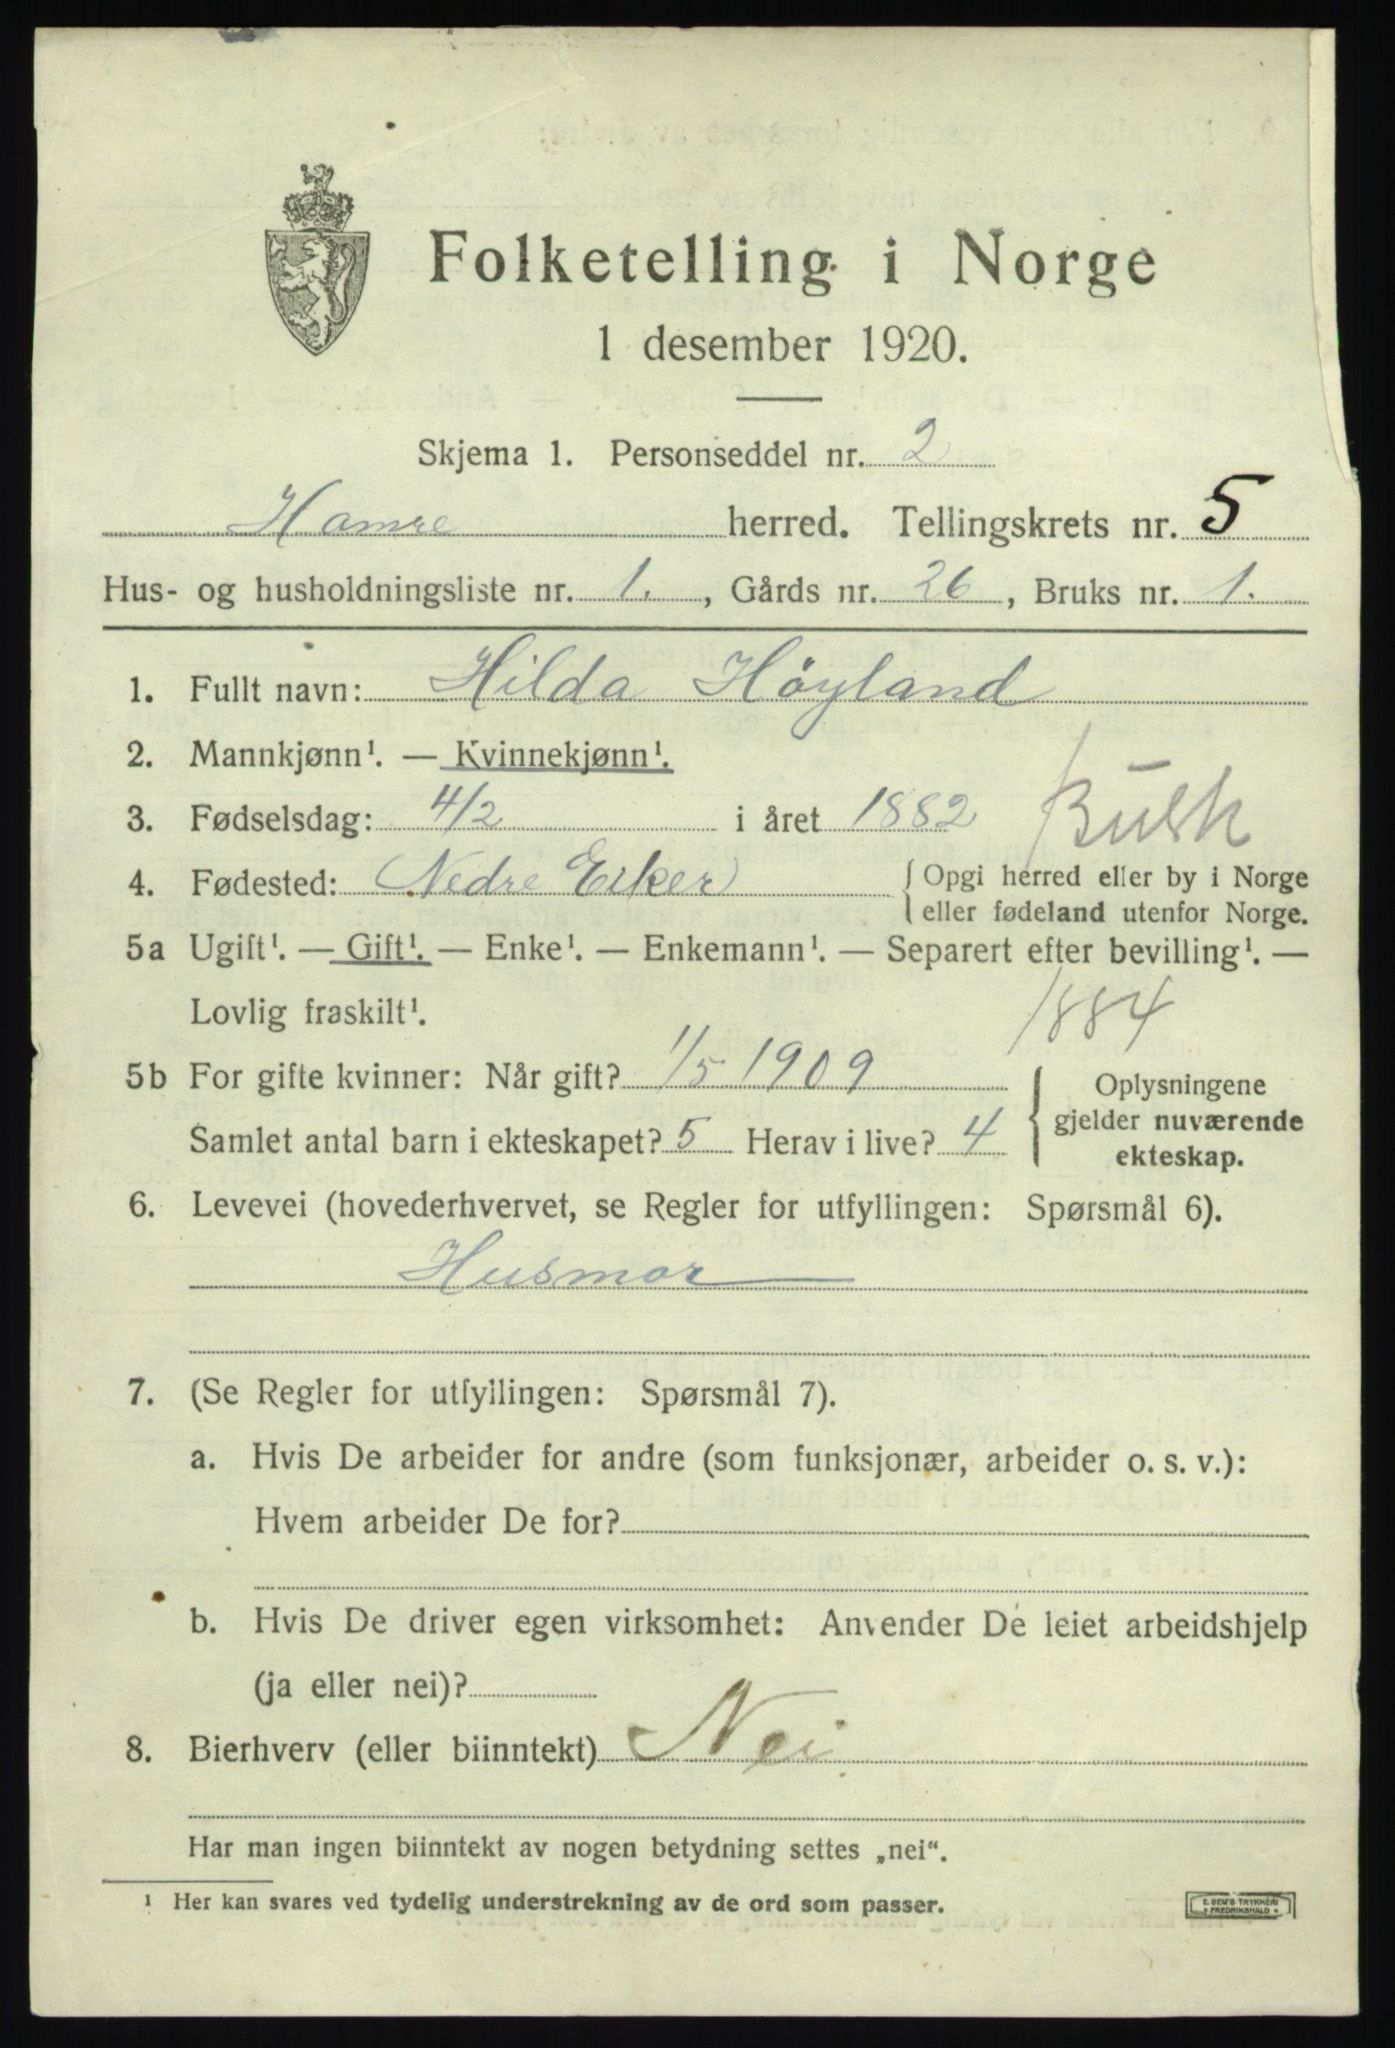 Folketelling i Norge
1 desember 1920.
Skjema 1. Personseddel nr. 2
Hamre herred. Tellingskrets nr. 5
Hus- og husholdningsliste nr. 1. , Gårds nr. 26 , Bruks nr. 1.
1. Fullt navn: Hilda Höyland
2. Mannkjønn¹. — Kvinnekjønn¹.
3. Fødselsdag: 4/2 i året 1882
Busk
4. Fødested: Nedre Eiker { Opgi herred eller by i Norge
eller fødeland utenfor Norge.
5a Ugift¹. — Gift¹. — Enke¹. — Enkemann¹. — Separert efter bevilling¹. —
Lovlig fraskilt¹.
1884
5b For gifte kvinner: Når gift? 1/5 1909
Samlet antal barn i ekteskapet? 5 Herav i live? 4
{ Oplysningene
gjelder nuværende
ekteskap.
6. Levevei (hovederhvervet, se Regler for utfyllingen: Spørsmål 6).
Husmor
7. (Se Regler for utfyllingen: Spørsmål 7).
a. Hvis De arbeider for andre (som funksjonær, arbeider o. s. v.):
Hvem arbeider De for?
b. Hvis De driver egen virksomhet: Anvender De leiet arbeidshjelp
(ja eller nei)?
8. Bierhverv (eller biinntekt) Nei
Har man ingen biinntekt av nogen betydning settes „nei“.
¹ Her kan svares ved tydelig understrekning av de ord som passer.
E. SEM'S TRYKKERI
* FREDRIKSHALD *